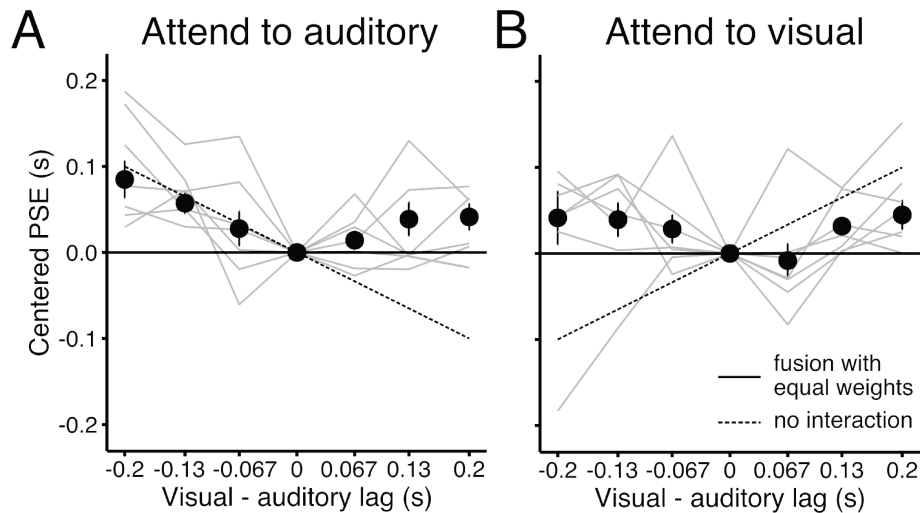 A Attend to auditory
B Attend to visual
Centered PSE (s)
0.2
0.1
0.0
-0.1
-0.2
-0.2 -0.13 -0.067 0 0.067 0.13 0.2
Visual - auditory lag (s)
fusion with
equal weights
no interaction
-0.2 -0.13 -0.067 0 0.067 0.13 0.2
Visual - auditory lag (s)